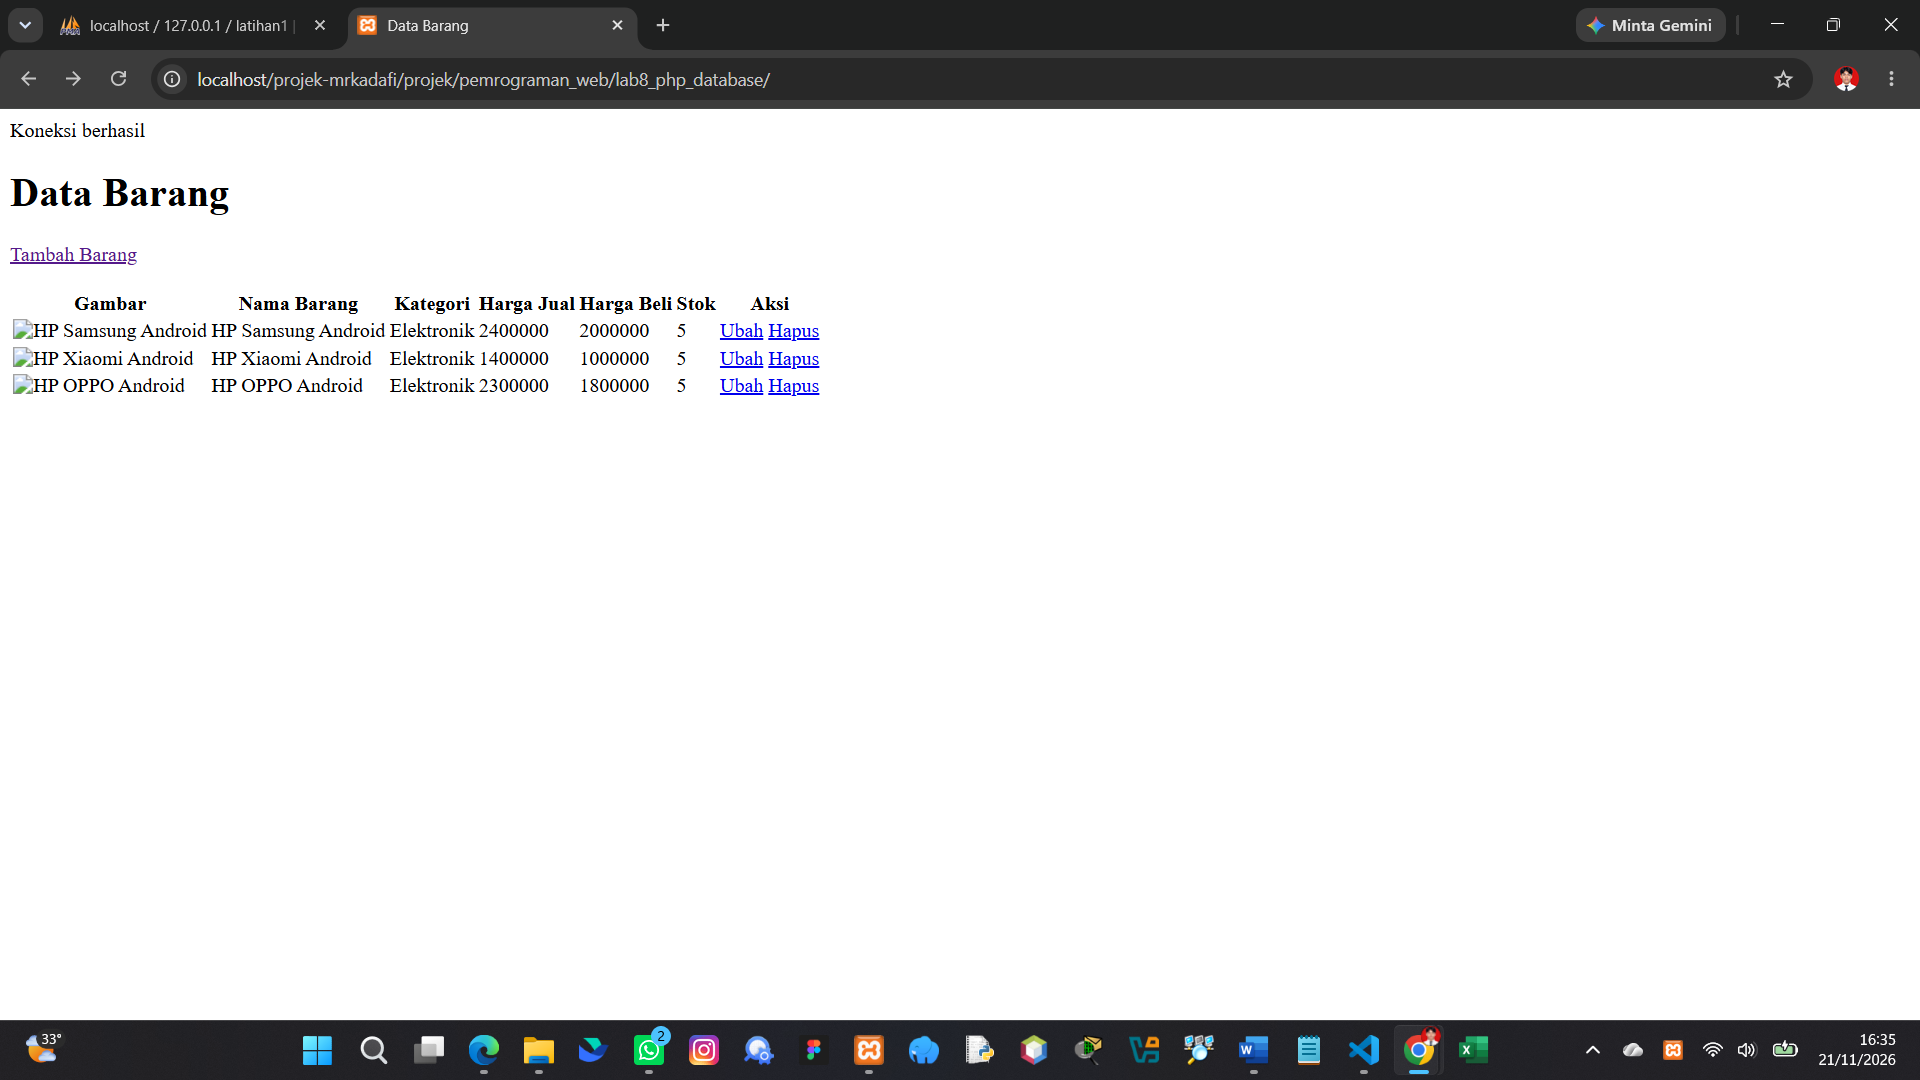 localhost / 127.0.0.1 / latihan1 |
Data Barang
Minta Gemini
localhost/projek-mrkadafi/projek/pemrograman_web/lab8_php_database/
Koneksi berhasil
Data Barang
Tambah Barang
Gambar Nama Barang Kategori Harga Jual Harga Beli Stok Aksi
HP Samsung Android HP Samsung Android Elektronik 2400000 2000000 5 Ubah Hapus
HP Xiaomi Android HP Xiaomi Android Elektronik 1400000 1000000 5 Ubah Hapus
HP OPPO Android HP OPPO Android Elektronik 2300000 1800000 5 Ubah Hapus
33°
2
16:35
21/11/2026